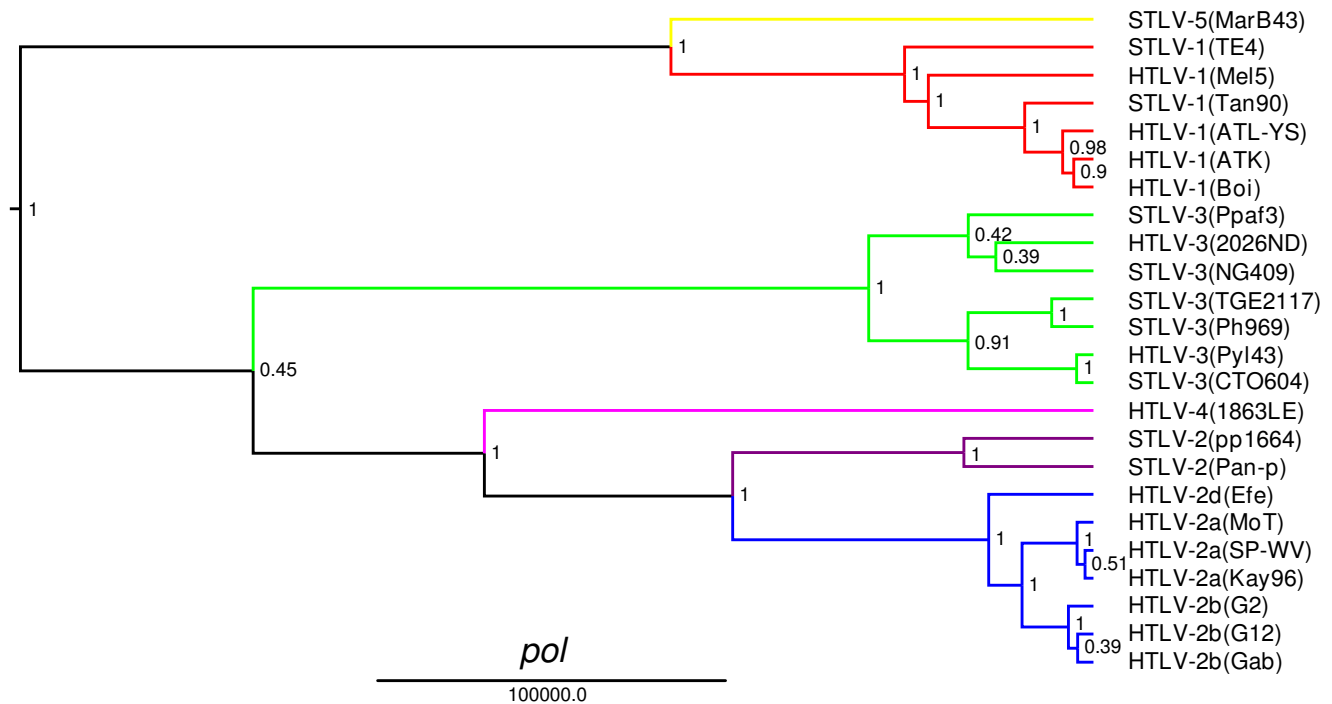 STLV-5(MarB43)
1
STLV-1(TE4)
1
HTLV-1(Mel5)
1
STLV-1(Tan90)
1
HTLV-1(ATL-YS)
0.98
HTLV-1(ATK)
0.9
HTLV-1(Boi)
1
STLV-3(Ppaf3)
0.42
HTLV-3(2026ND)
0.39
STLV-3(NG409)
1
STLV-3(TGE2117)
1
STLV-3(Ph969)
0.91
HTLV-3(Pyl43)
1
0.45
STLV-3(CTO604)
HTLV-4(1863LE)
STLV-2(pp1664)
1
1
STLV-2(Pan-p)
1
HTLV-2d(Efe)
HTLV-2a(MoT)
1
1
HTLV-2a(SP-WV)
0.51
HTLV-2a(Kay96)
1
HTLV-2b(G2)
1
HTLV-2b(G12)
0.39
HTLV-2b(Gab)
pol
100000.0